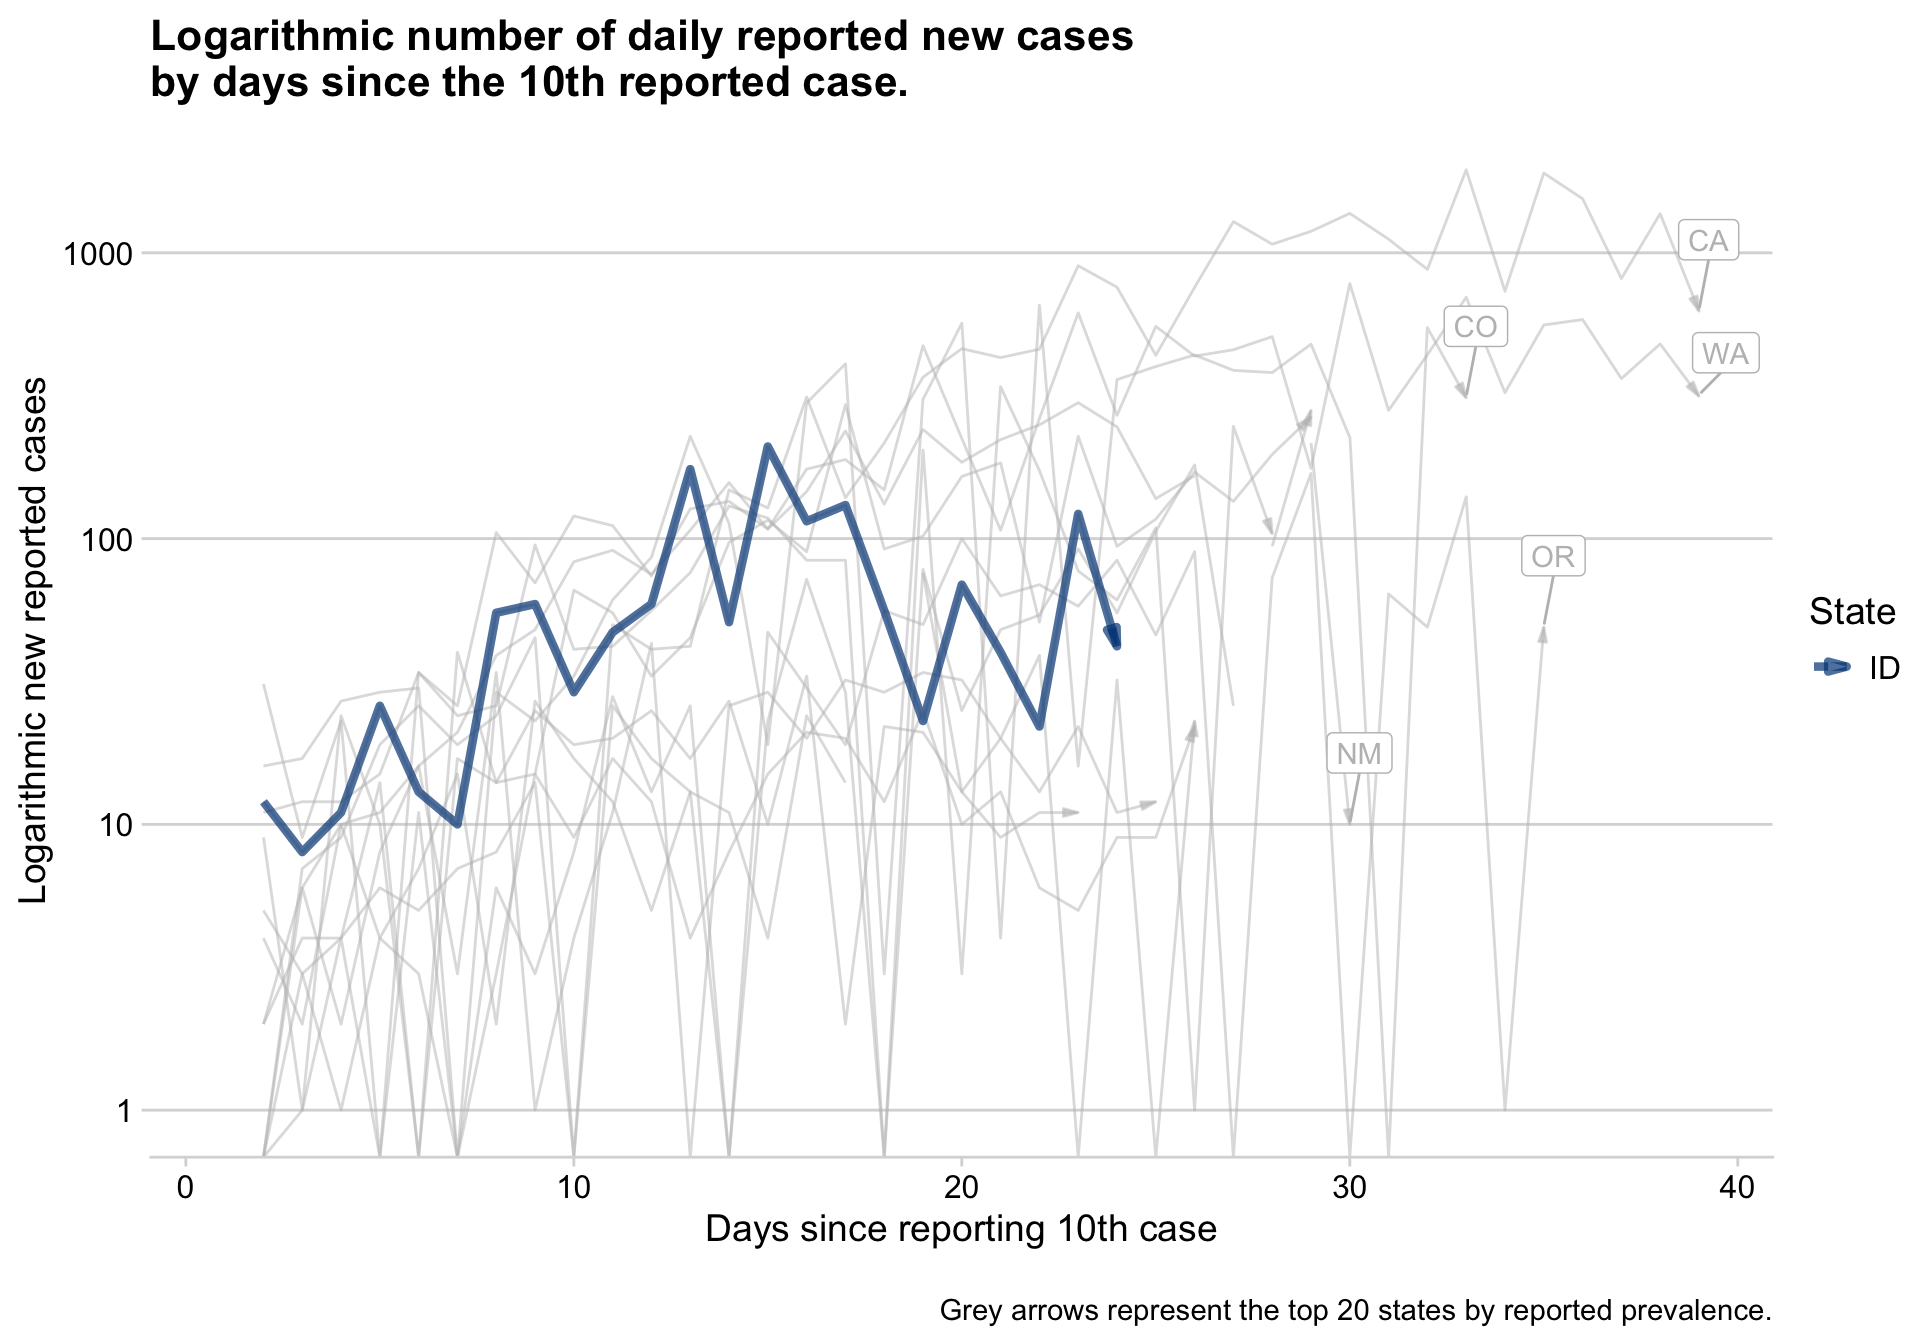 Logarithmic number of daily reported new cases
by days since the 10th reported case.
Logarithmic new reported cases
1000
100
10
1
CA
CO
WA
OR
NM
State
ID
0 10 20 30 40
Days since reporting 10th case
Grey arrows represent the top 20 states by reported prevalence.